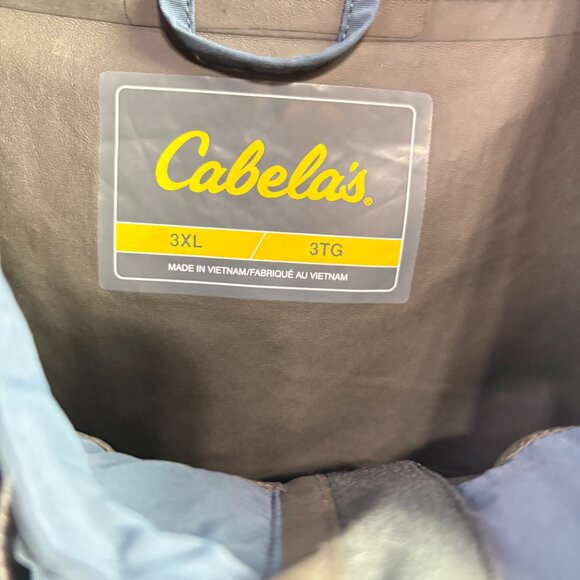 Cabela's®
3XL / 3TG
MADE IN VIETNAM/FABRIQUÉ AU VIETNAM